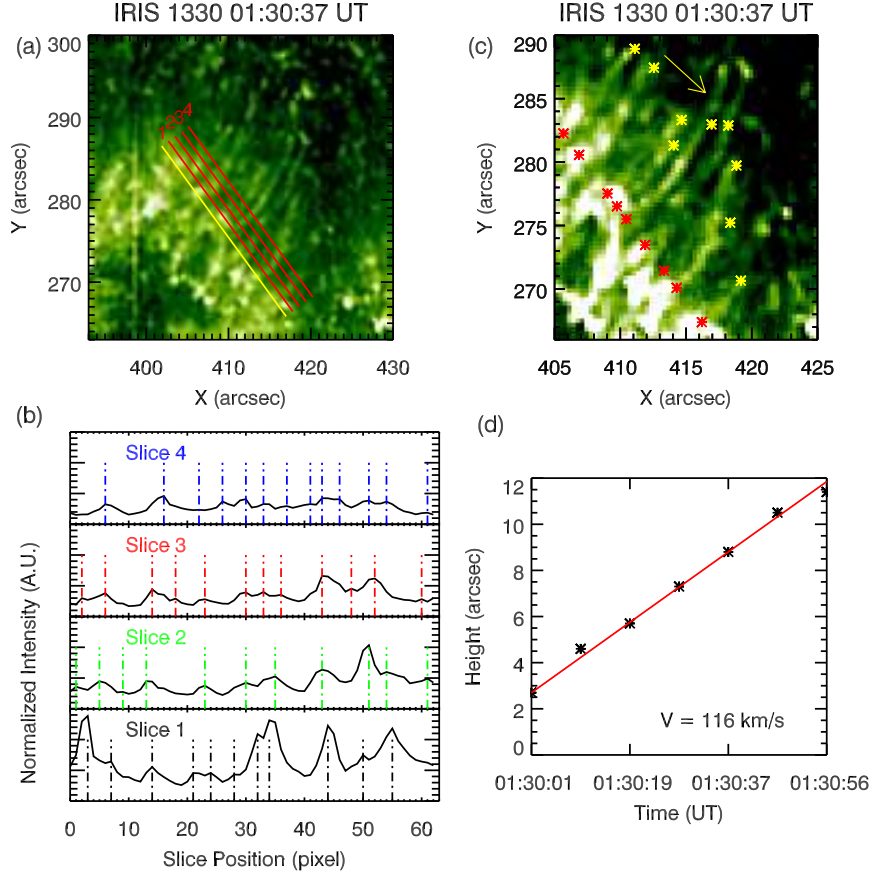 IRIS 1330 01:30:37 UT
(a)
300
290
280
270
Y (arcsec)
1234
400 410 420 430
X (arcsec)
IRIS 1330 01:30:37 UT
(c)
290
285
280
275
270
Y (arcsec)
405 410 415 420 425
X (arcsec)
(b)
Slice 4
Slice 3
Slice 2
Slice 1
Normalized Intensity (A.U.)
0 10 20 30 40 50 60
Slice Position (pixel)
(d)
12
10
8
6
4
2
0
Height (arcsec)
V = 116 km/s
01:30:01 01:30:19 01:30:37 01:30:56
Time (UT)